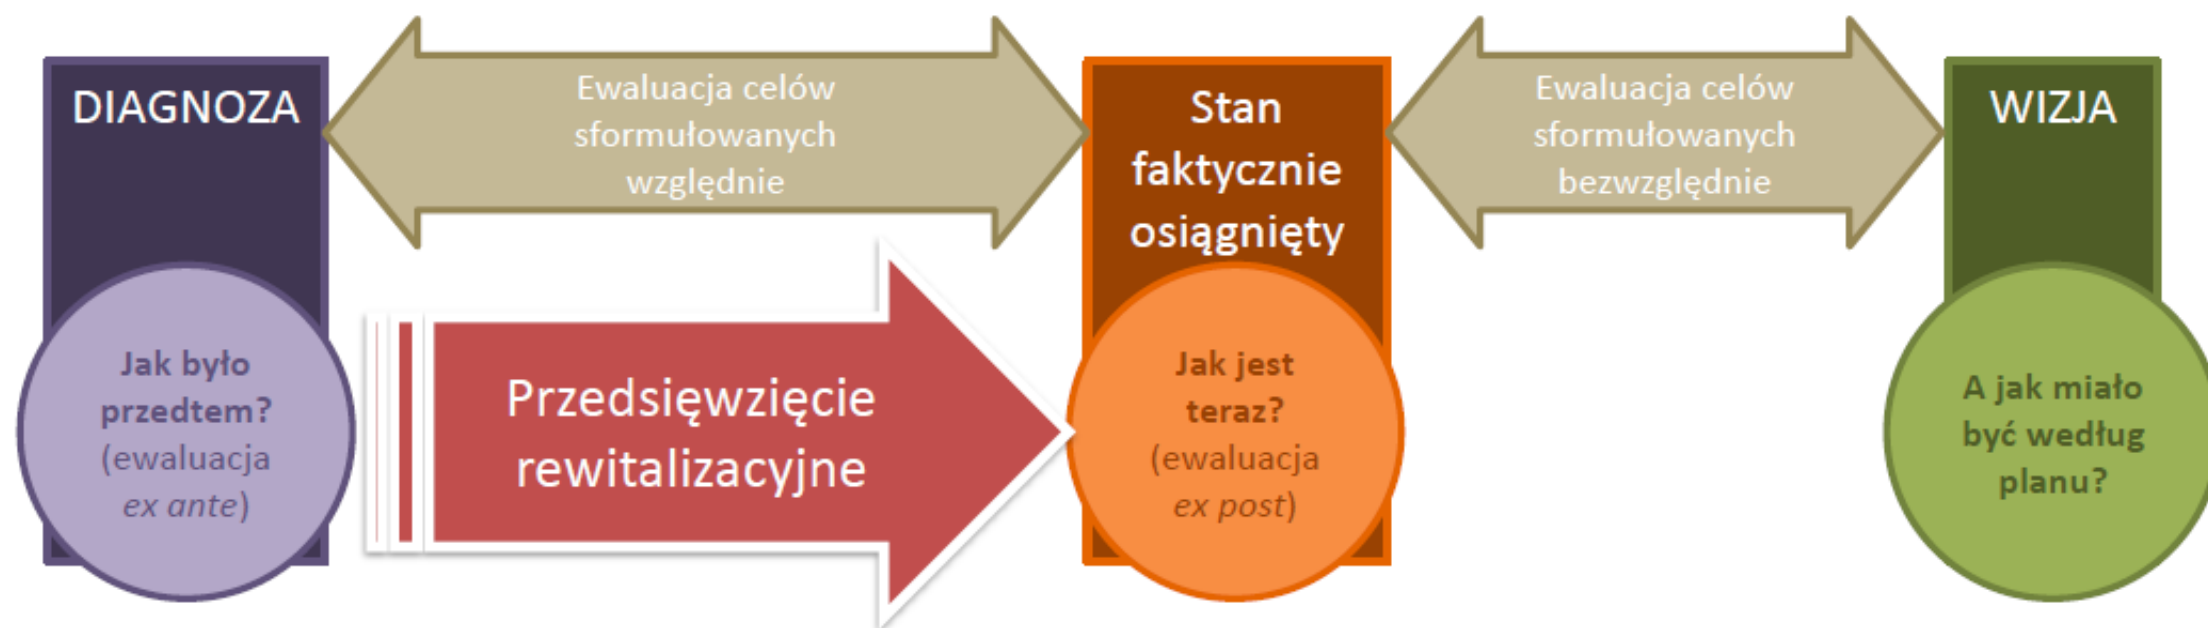 DIAGNOZA
Jak było
przedtem?
(ewaluacja
ex ante)
Ewaluacja celów
sformułowanych
względnie
Przedsięwzięcie
rewitalizacyjne
Stan
faktycznie
osiągnięty
Jak jest
teraz?
(ewaluacja
ex post)
Ewaluacja celów
sformułowanych
bezwzględnie
WIZJA
A jak miało
być według
planu?